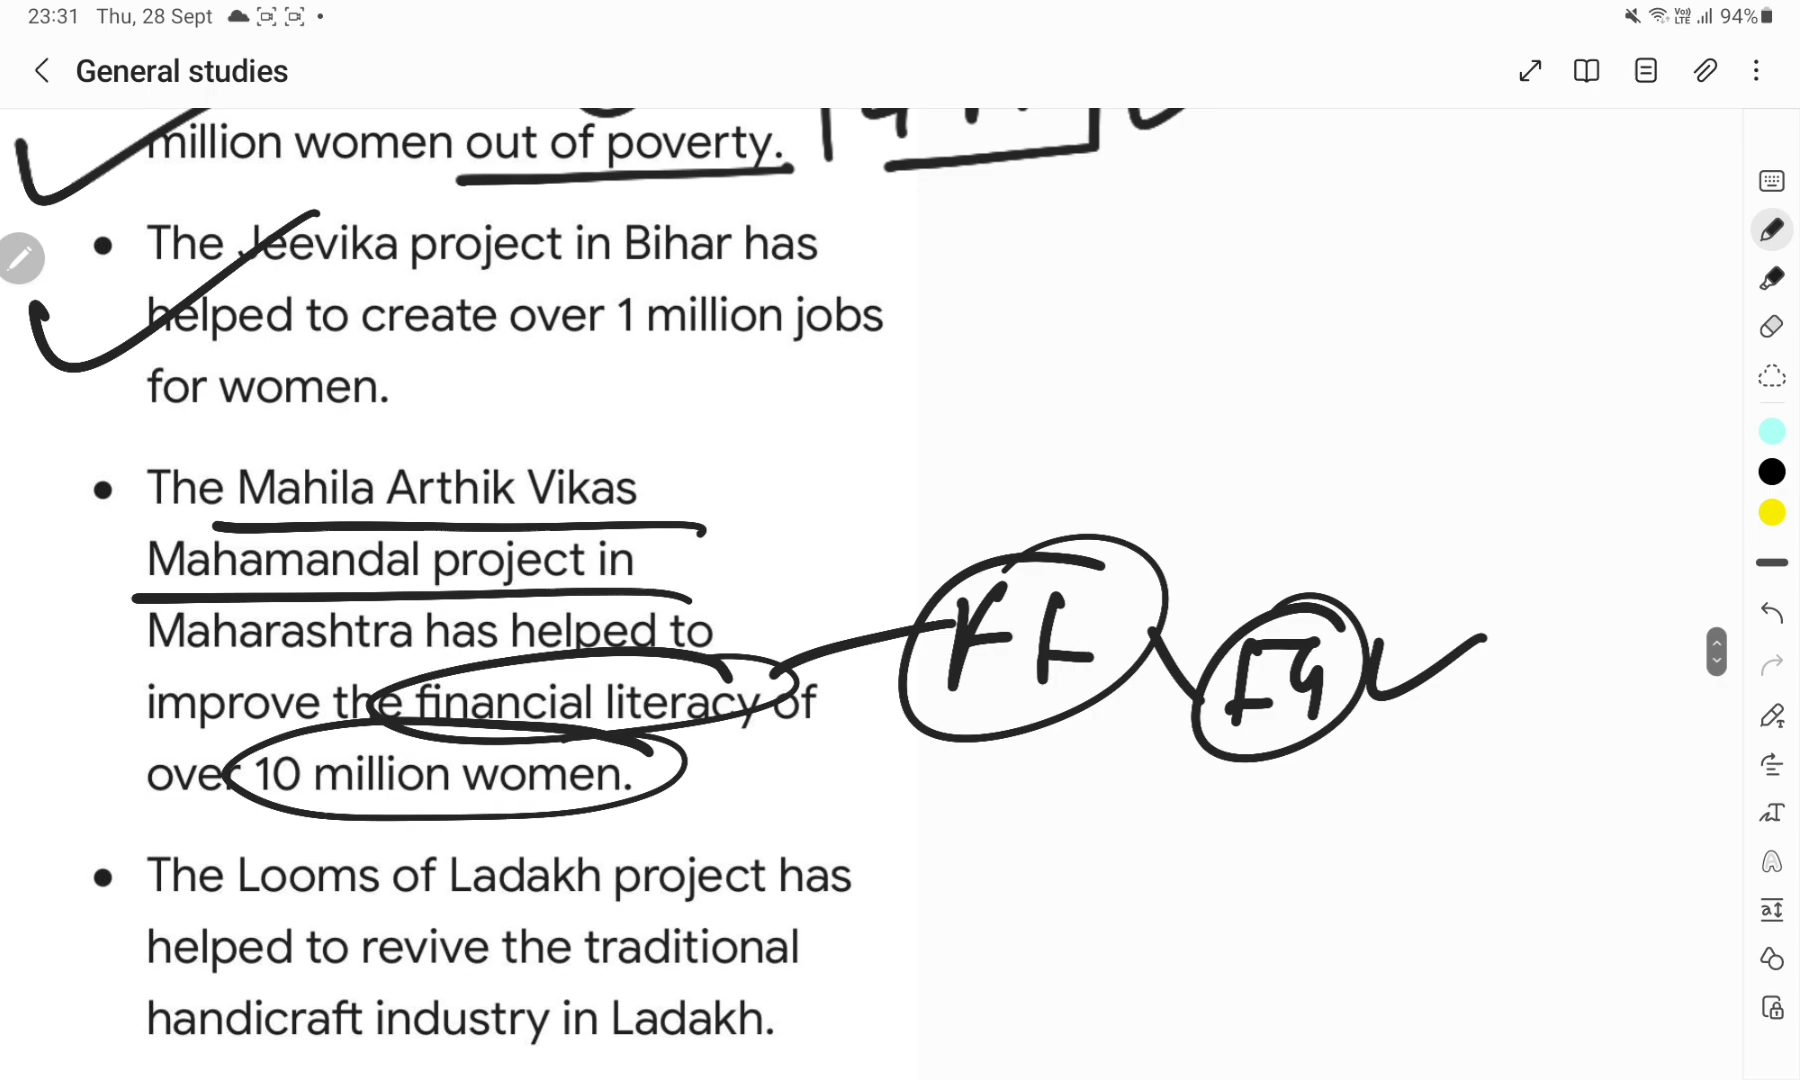 23:31 Thu, 28 Sept
94%
General studies
million women out of poverty.
The Jeevika project in Bihar has
helped to create over 1 million jobs
for women.
The Mahila Arthik Vikas
Mahamandal project in
Maharashtra has helped to
improve the financial literacy of
over 10 million women.
The Looms of Ladakh project has
helped to revive the traditional
handicraft industry in Ladakh.